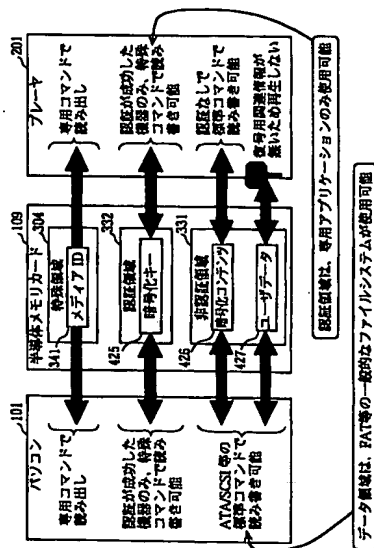 101
パソコン
専用コマンドで
読み出し
認証が成功した
機器のみ、特殊
コマンドで読み
書き可能
ATA/SCSI等の
標準コマンドで
読み書き可能
109
半導体メモリカード
304
特殊領域
341
メディアID
332
認証領域
425
暗号化キー
331
非認証領域
426
暗号化コンテンツ
427
ユーザデータ
201
プレーヤ
専用コマンドで
読み出し
認証が成功した
機器のみ、特殊
コマンドで読み
書き可能
認証なしで
標準コマンドで
読み書き可能
復号用関連情報が
無いため再生しない
認証領域は、専用アプリケーションのみ使用可能
データ領域は、FAT等の一般的なファイルシステムが使用可能